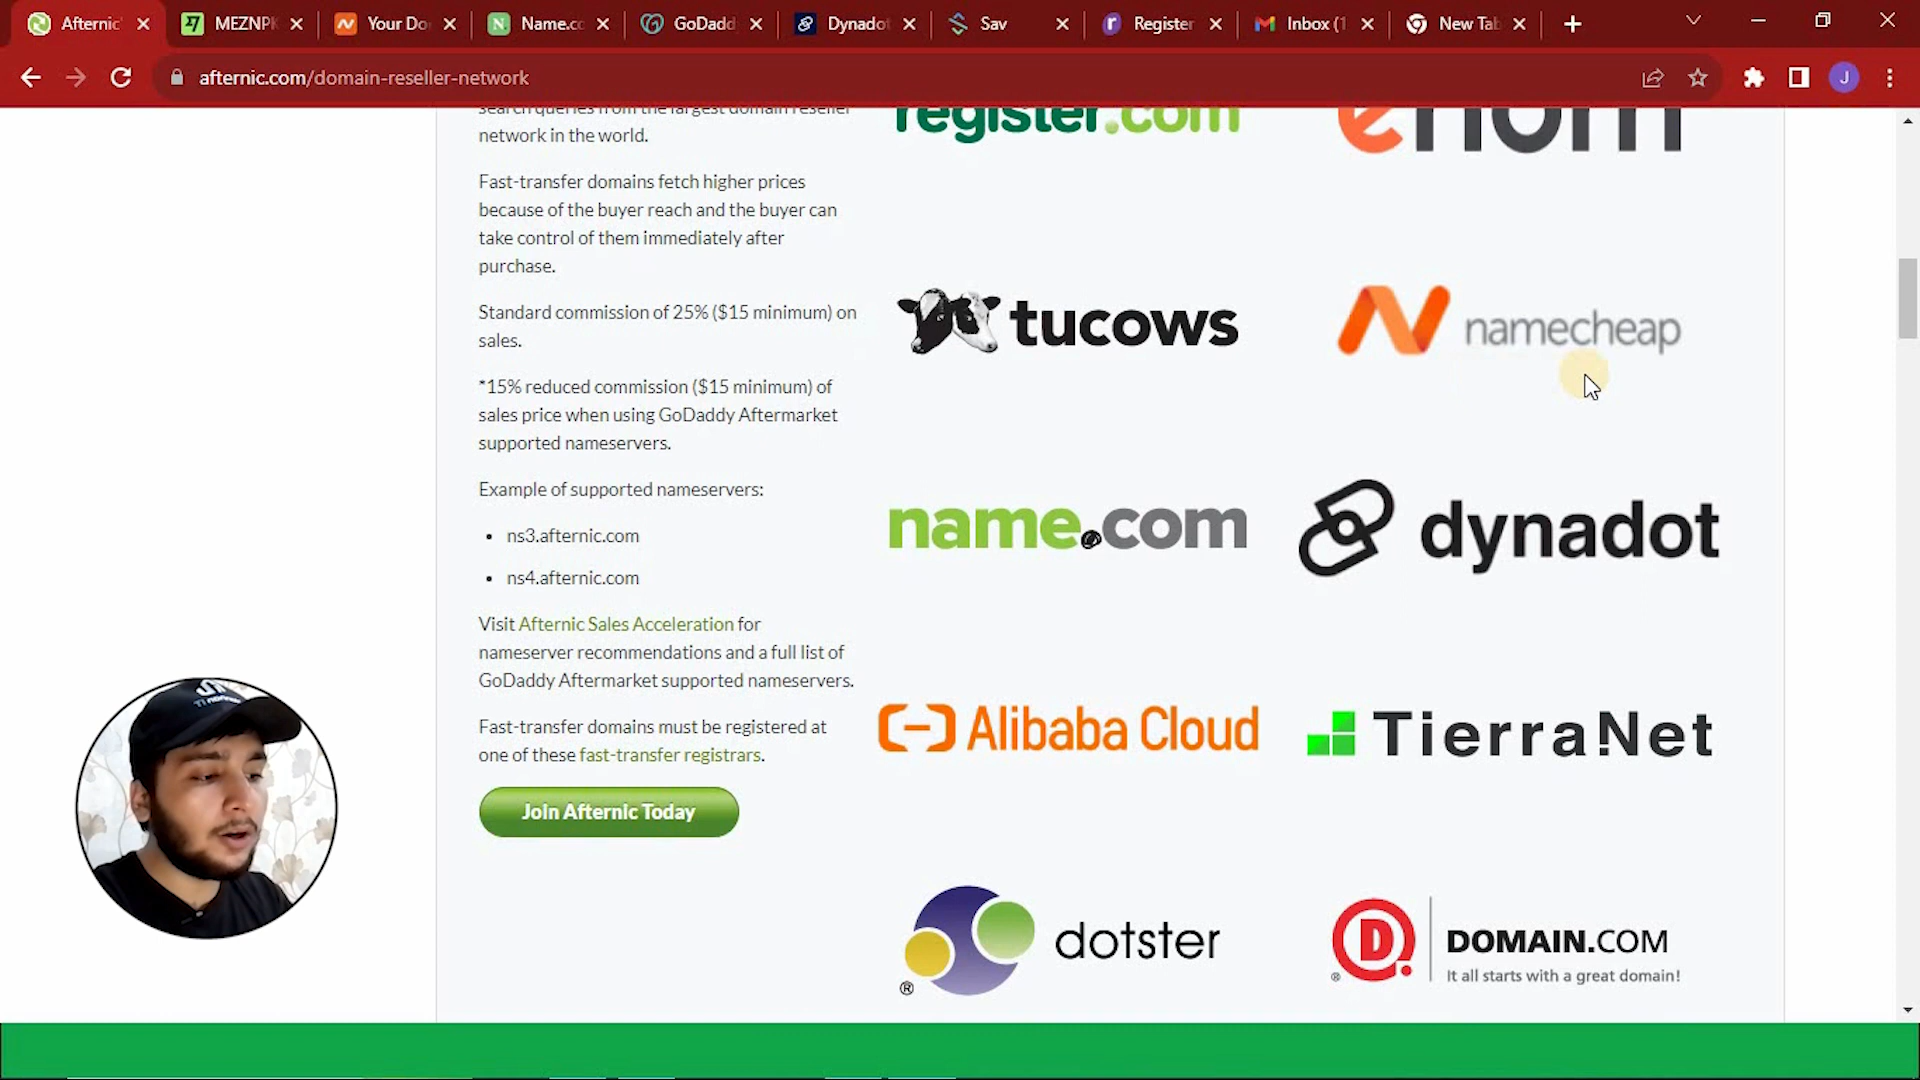 Afternic
MEZNPK
Your Do
Name.co
GoDadd
Dynadot
Sav
Register
Inbox (1
New Tab
afternic.com/domain-reseller-network
J
search queries from the largest domain reseller
network in the world.
Fast-transfer domains fetch higher prices
because of the buyer reach and the buyer can
take control of them immediately after
purchase.
Standard commission of 25% ($15 minimum) on
sales.
*15% reduced commission ($15 minimum) of
sales price when using GoDaddy Aftermarket
supported nameservers.
Example of supported nameservers:
• ns3.afternic.com
• ns4.afternic.com
Visit Afternic Sales Acceleration for
nameserver recommendations and a full list of
GoDaddy Aftermarket supported nameservers.
Fast-transfer domains must be registered at
one of these fast-transfer registrars.
Join Afternic Today
register.com
enom
tucows
namecheap
name.com
dynadot
Alibaba Cloud
TierraNet
dotster
®
D
®
DOMAIN.COM
It all starts with a great domain!